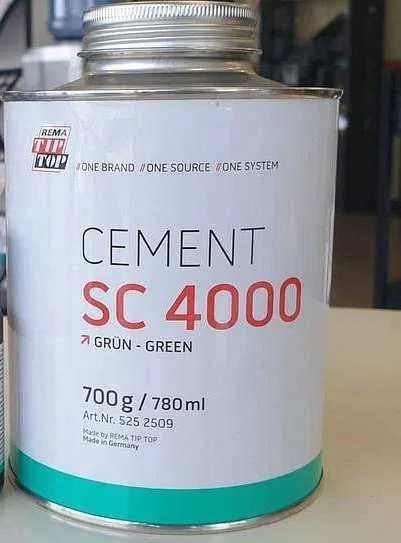 REMA
TIP
TOP
//ONE BRAND //ONE SOURCE //ONE SYSTEM
CEMENT
SC 4000
GRÜN - GREEN
700 g / 780 ml
Art.Nr. 525 2509
Made by REMA TIP TOP
Made in Germany